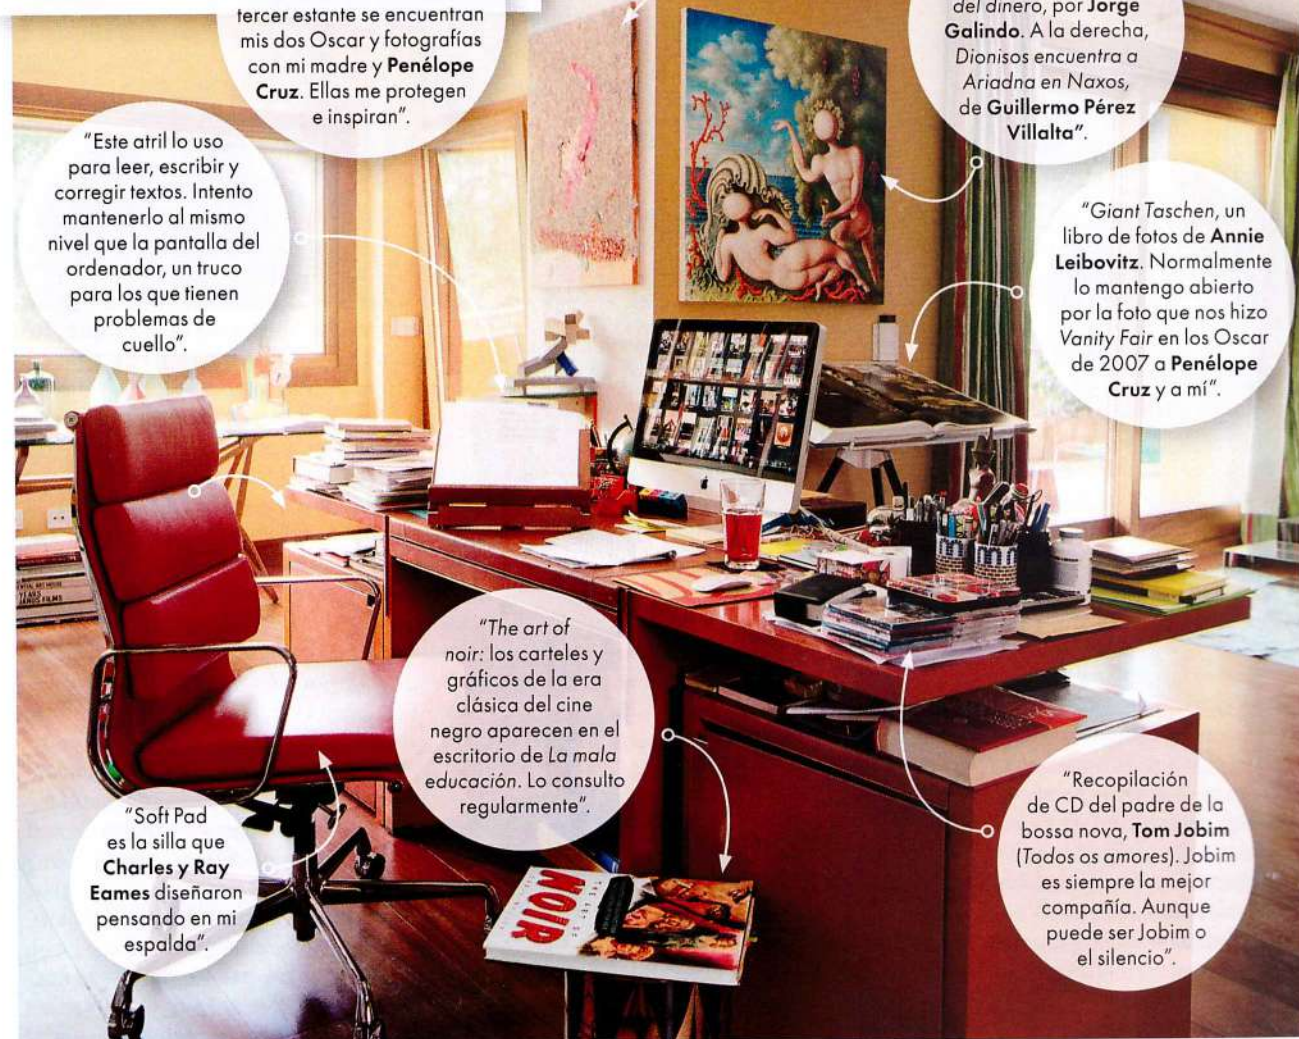 tercer estante se encuentran
mis dos Oscar y fotografías
con mi madre y Penélope
Cruz. Ellas me protegen
e inspiran".
del dinero, por Jorge
Galindo. A la derecha,
Dionisos encuentra a
Ariadna en Naxos,
de Guillermo Pérez
Villalta".
"Este atril lo uso
para leer, escribir y
corregir textos. Intento
mantenerlo al mismo
nivel que la pantalla del
ordenador, un truco
para los que tienen
problemas de
cuello".
"Giant Taschen, un
libro de fotos de Annie
Leibovitz. Normalmente
lo mantengo abierto
por la foto que nos hizo
Vanity Fair en los Oscar
de 2007 a Penélope
Cruz y a mí".
"The art of
noir: los carteles y
gráficos de la era
clásica del cine
negro aparecen en el
escritorio de La mala
educación. Lo consulto
regularmente".
"Soft Pad
es la silla que
Charles y Ray
Eames diseñaron
pensando en mi
espalda".
"Recopilación
de CD del padre de la
bossa nova, Tom Jobim
(Todos os amores). Jobim
es siempre la mejor
compañía. Aunque
puede ser Jobim o
el silencio".
THE ART OF
NOIR